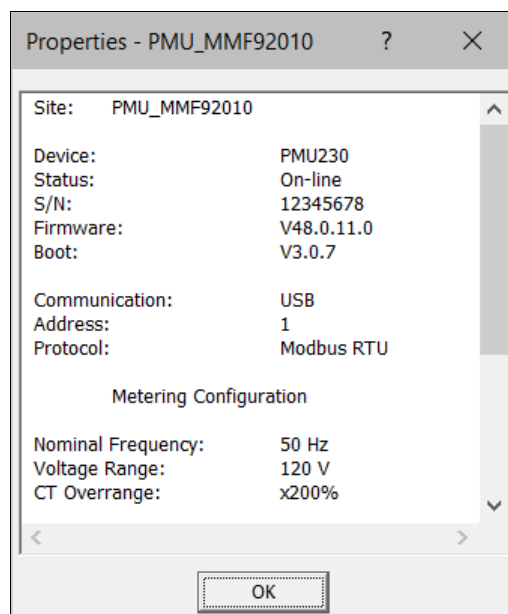 Properties - PMU_MMF92010 ?
Site: PMU_MMF92010
Device: PMU230
Status: On-line
S/N: 12345678
Firmware: V48.0.11.0
Boot: V3.0.7
Communication: USB
Address: 1
Protocol: Modbus RTU
Metering Configuration
Nominal Frequency: 50 Hz
Voltage Range: 120 V
CT Overrange: x200%
OK